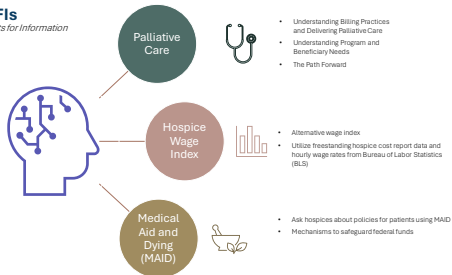 FIs
ts for Information
Palliative
Care
• Understanding Billing Practices
and Delivering Palliative Care
• Understanding Program and
Beneficiary Needs
• The Path Forward
Hospice
Wage
Index
• Alternative wage index
• Utilize freestanding hospice cost report data and
hourly wage rates from Bureau of Labor Statistics
(BLS)
Medical
Aid and
Dying
(MAID)
• Ask hospices about policies for patients using MAID
• Mechanisms to safeguard federal funds